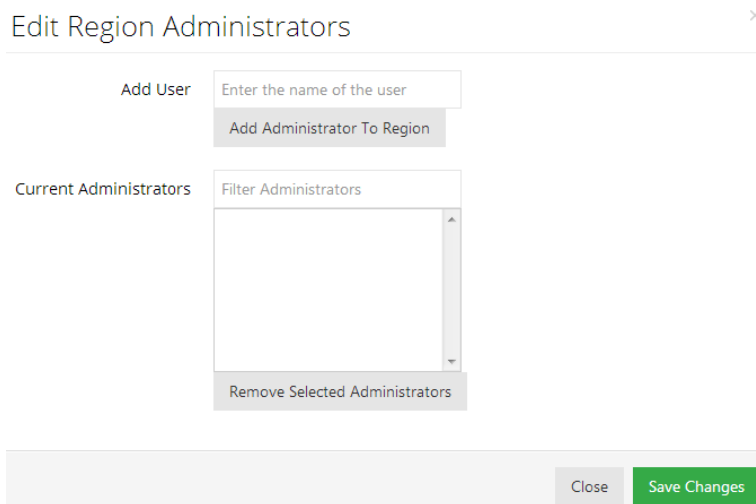 Edit Region Administrators
Add User
Enter the name of the user
Add Administrator To Region
Current Administrators
Filter Administrators
Remove Selected Administrators
Close
Save Changes